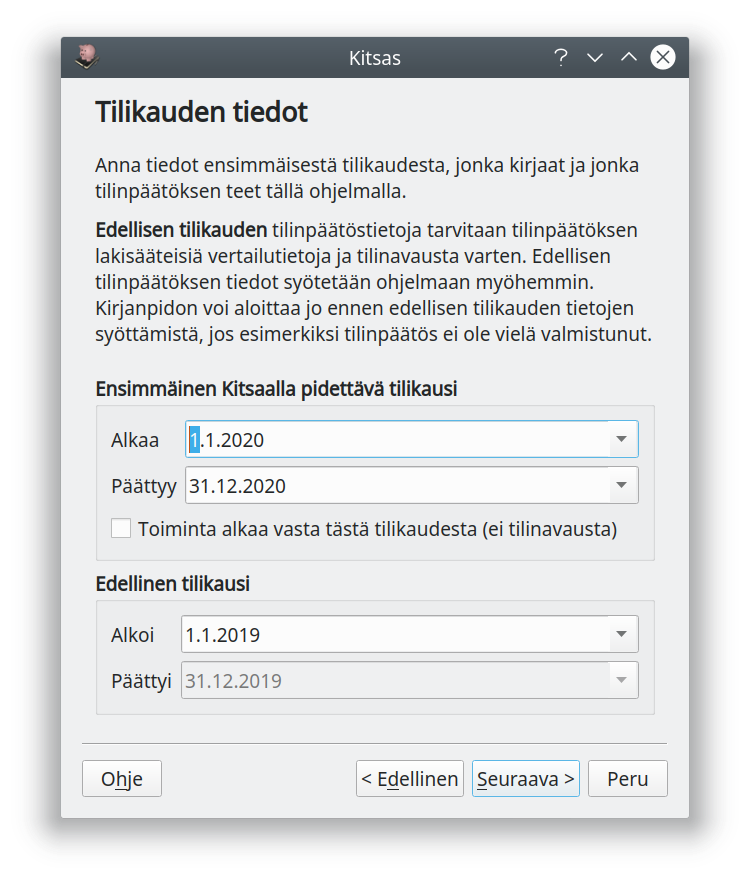 Kitsas
Tilikauden tiedot
Anna tiedot ensimmäisestä tilikaudesta, jonka kirjaat ja jonka
tilinpäätöksen teet tällä ohjelmalla.
Edellisen tilikauden tilinpäätöstietoja tarvitaan tilinpäätöksen
lakisääteisiä vertailutietoja ja tilinavausta varten. Edellisen
tilinpäätöksen tiedot syötetään ohjelmaan myöhemmin.
Kirjanpidon voi aloittaa jo ennen edellisen tilikauden tietojen
syöttämistä, jos esimerkiksi tilinpäätös ei ole vielä valmistunut.
Ensimmäinen Kitsaalla pidettävä tilikausi
Alkaa 1.1.2020
Päättyy 31.12.2020
Toiminta alkaa vasta tästä tilikaudesta (ei tilinavausta)
Edellinen tilikausi
Alkoi 1.1.2019
Päättyi 31.12.2019
Ohje < Edellinen Seuraava > Peru